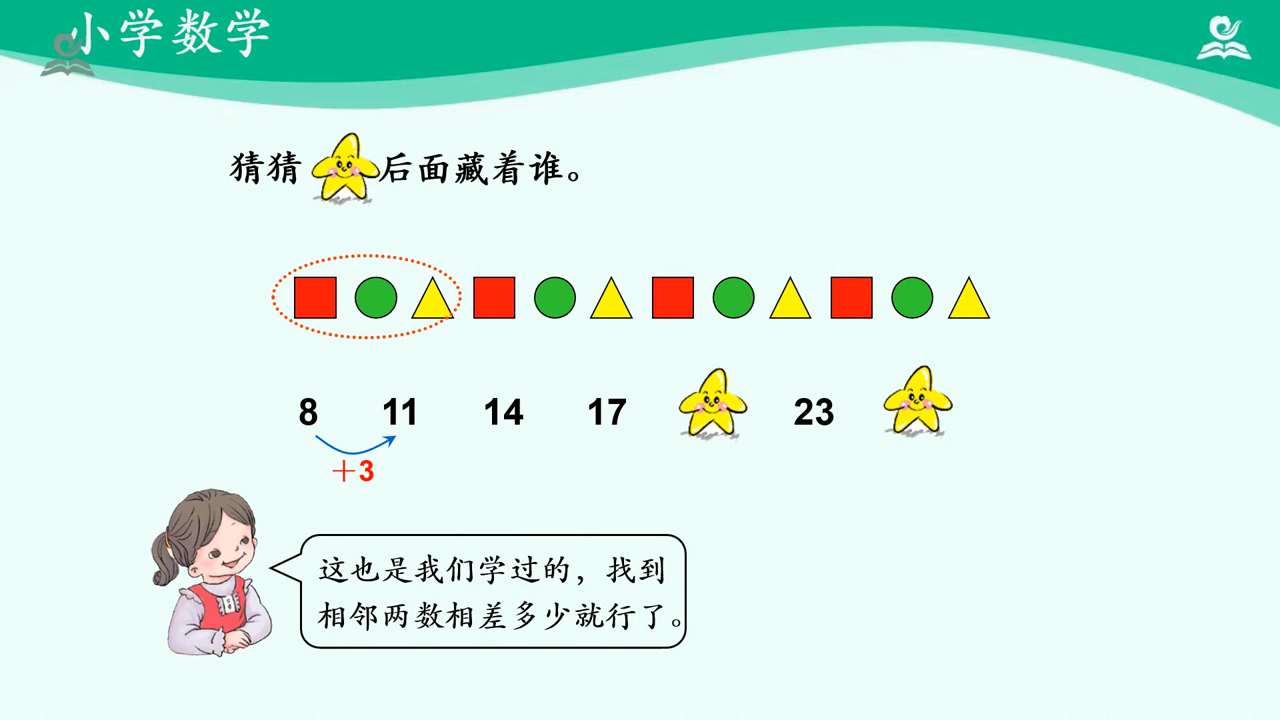 小学数学
猜猜后面藏着谁。
8 11 14 17 23
+3
这也是我们学过的，找到
相邻两数相差多少就行了。